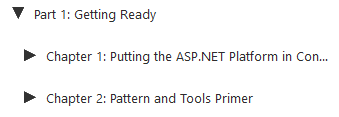 Part 1: Getting Ready
Chapter 1: Putting the ASP.NET Platform in Con...
Chapter 2: Pattern and Tools Primer